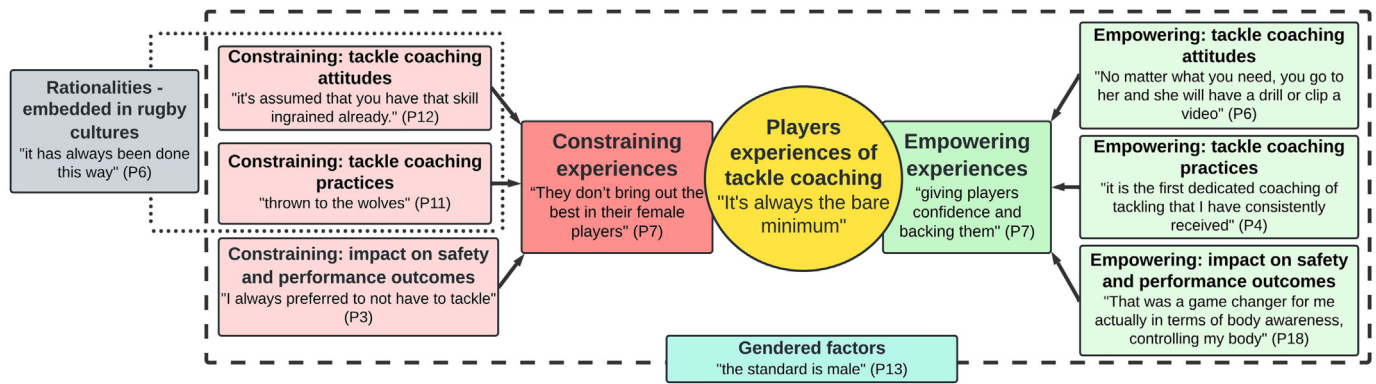 Rationalities -
embedded in rugby
cultures
"it has always been done
this way" (P6)
Constraining: tackle coaching
attitudes
"it's assumed that you have that skill
ingrained already." (P12)
Constraining: tackle coaching
practices
"thrown to the wolves" (P11)
Constraining: impact on safety
and performance outcomes
"I always preferred to not have to tackle"
(P3)
Constraining
experiences
“They don’t bring out the
best in their female
players" (P7)
Players
experiences of
tackle coaching
"It's always the bare
minimum"
Empowering
experiences
“giving players
confidence and
backing them" (P7)
Empowering: tackle coaching
attitudes
"No matter what you need, you go to
her and she will have a drill or clip a
video" (P6)
Empowering: tackle coaching
practices
"it is the first dedicated coaching of
tackling that I have consistently
received" (P4)
Empowering: impact on safety
and performance outcomes
"That was a game changer for me
actually in terms of body awareness,
controlling my body" (P18)
Gendered factors
"the standard is male" (P13)